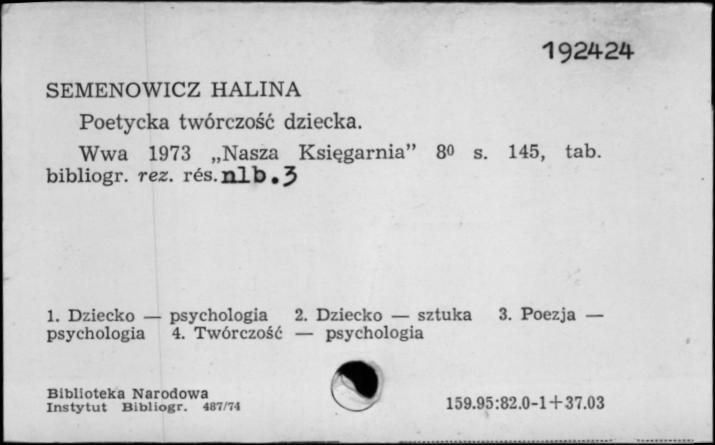 192424
SEMENOWICZ HALINA
Poetycka twórczość dziecka.
Wwa 1973 „Nasza Księgarnia” 8⁰ s. 145, tab.
bibliogr. rez. rés. nlb.3
1. Dziecko — psychologia 2. Dziecko — sztuka 3. Poezja —
psychologia 4. Twórczość — psychologia
Biblioteka Narodowa
Instytut Bibliogr. 487/74
159.95:82.0-1+37.03